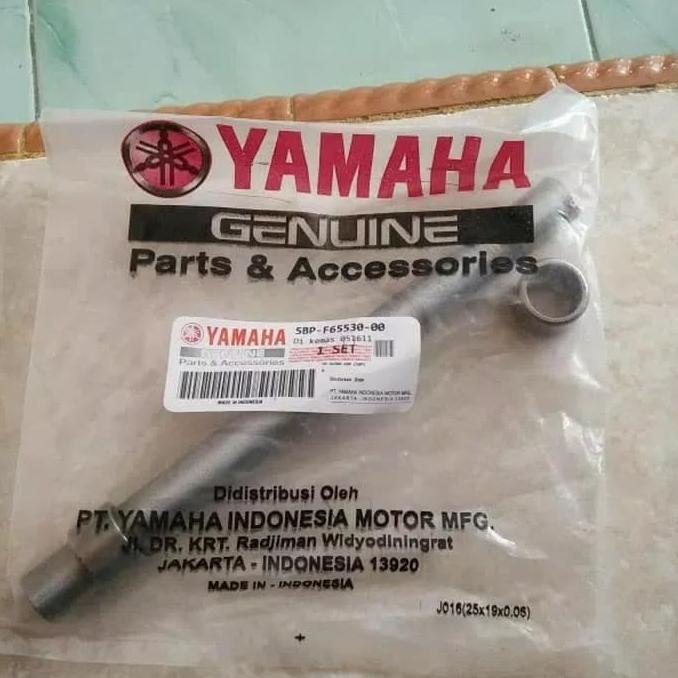 YAMAHA
GENUINE
Parts & Accessories
YAMAHA
GENUINE
Parts & Accessories
MADE IN INDONESIA
5BP-F65530-00
Di kemas 051611
1 SET
PT. YAMAHA INDONESIA MOTOR MFG.
JAKARTA - INDONESIA 13920
Didistribusi Oleh
PT. YAMAHA INDONESIA MOTOR MFG.
Jl. DR. KRT. Radjiman Widyodiningrat
JAKARTA - INDONESIA 13920
MADE IN - INDONESIA
J016(25x19x0.06)